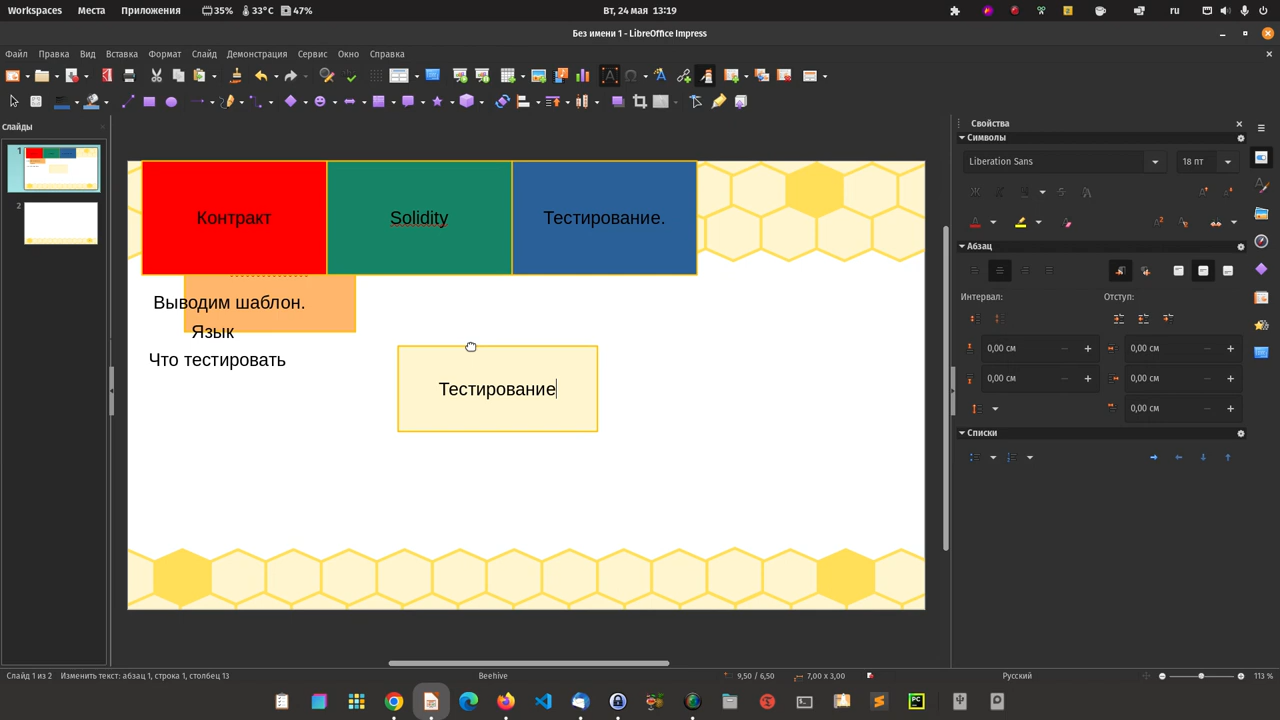 Workspaces Места Приложения 35% 33°C 47% ВТ, 24 мая 13:19 ru
Без имени 1 - LibreOffice Impress
Файл Правка Вид Вставка Формат Слайд Демонстрация Сервис Окно Справка
Слайды
1
2
Контракт Solidity Тестирование.
Выводим шаблон.
Язык
Что тестировать
Тестирование
Свойства
Символы
Liberation Sans 18 пт
Абзац
Интервал: Отступ:
0,00 см 0,00 см
0,00 см 0,00 см
0,00 см
Списки
Слайд 1 из 2 Изменить текст: абзац 1, строка 1, столбец 13 Beehive 9,50 / 6,50 7,00 x 3,00 Русский 113 %